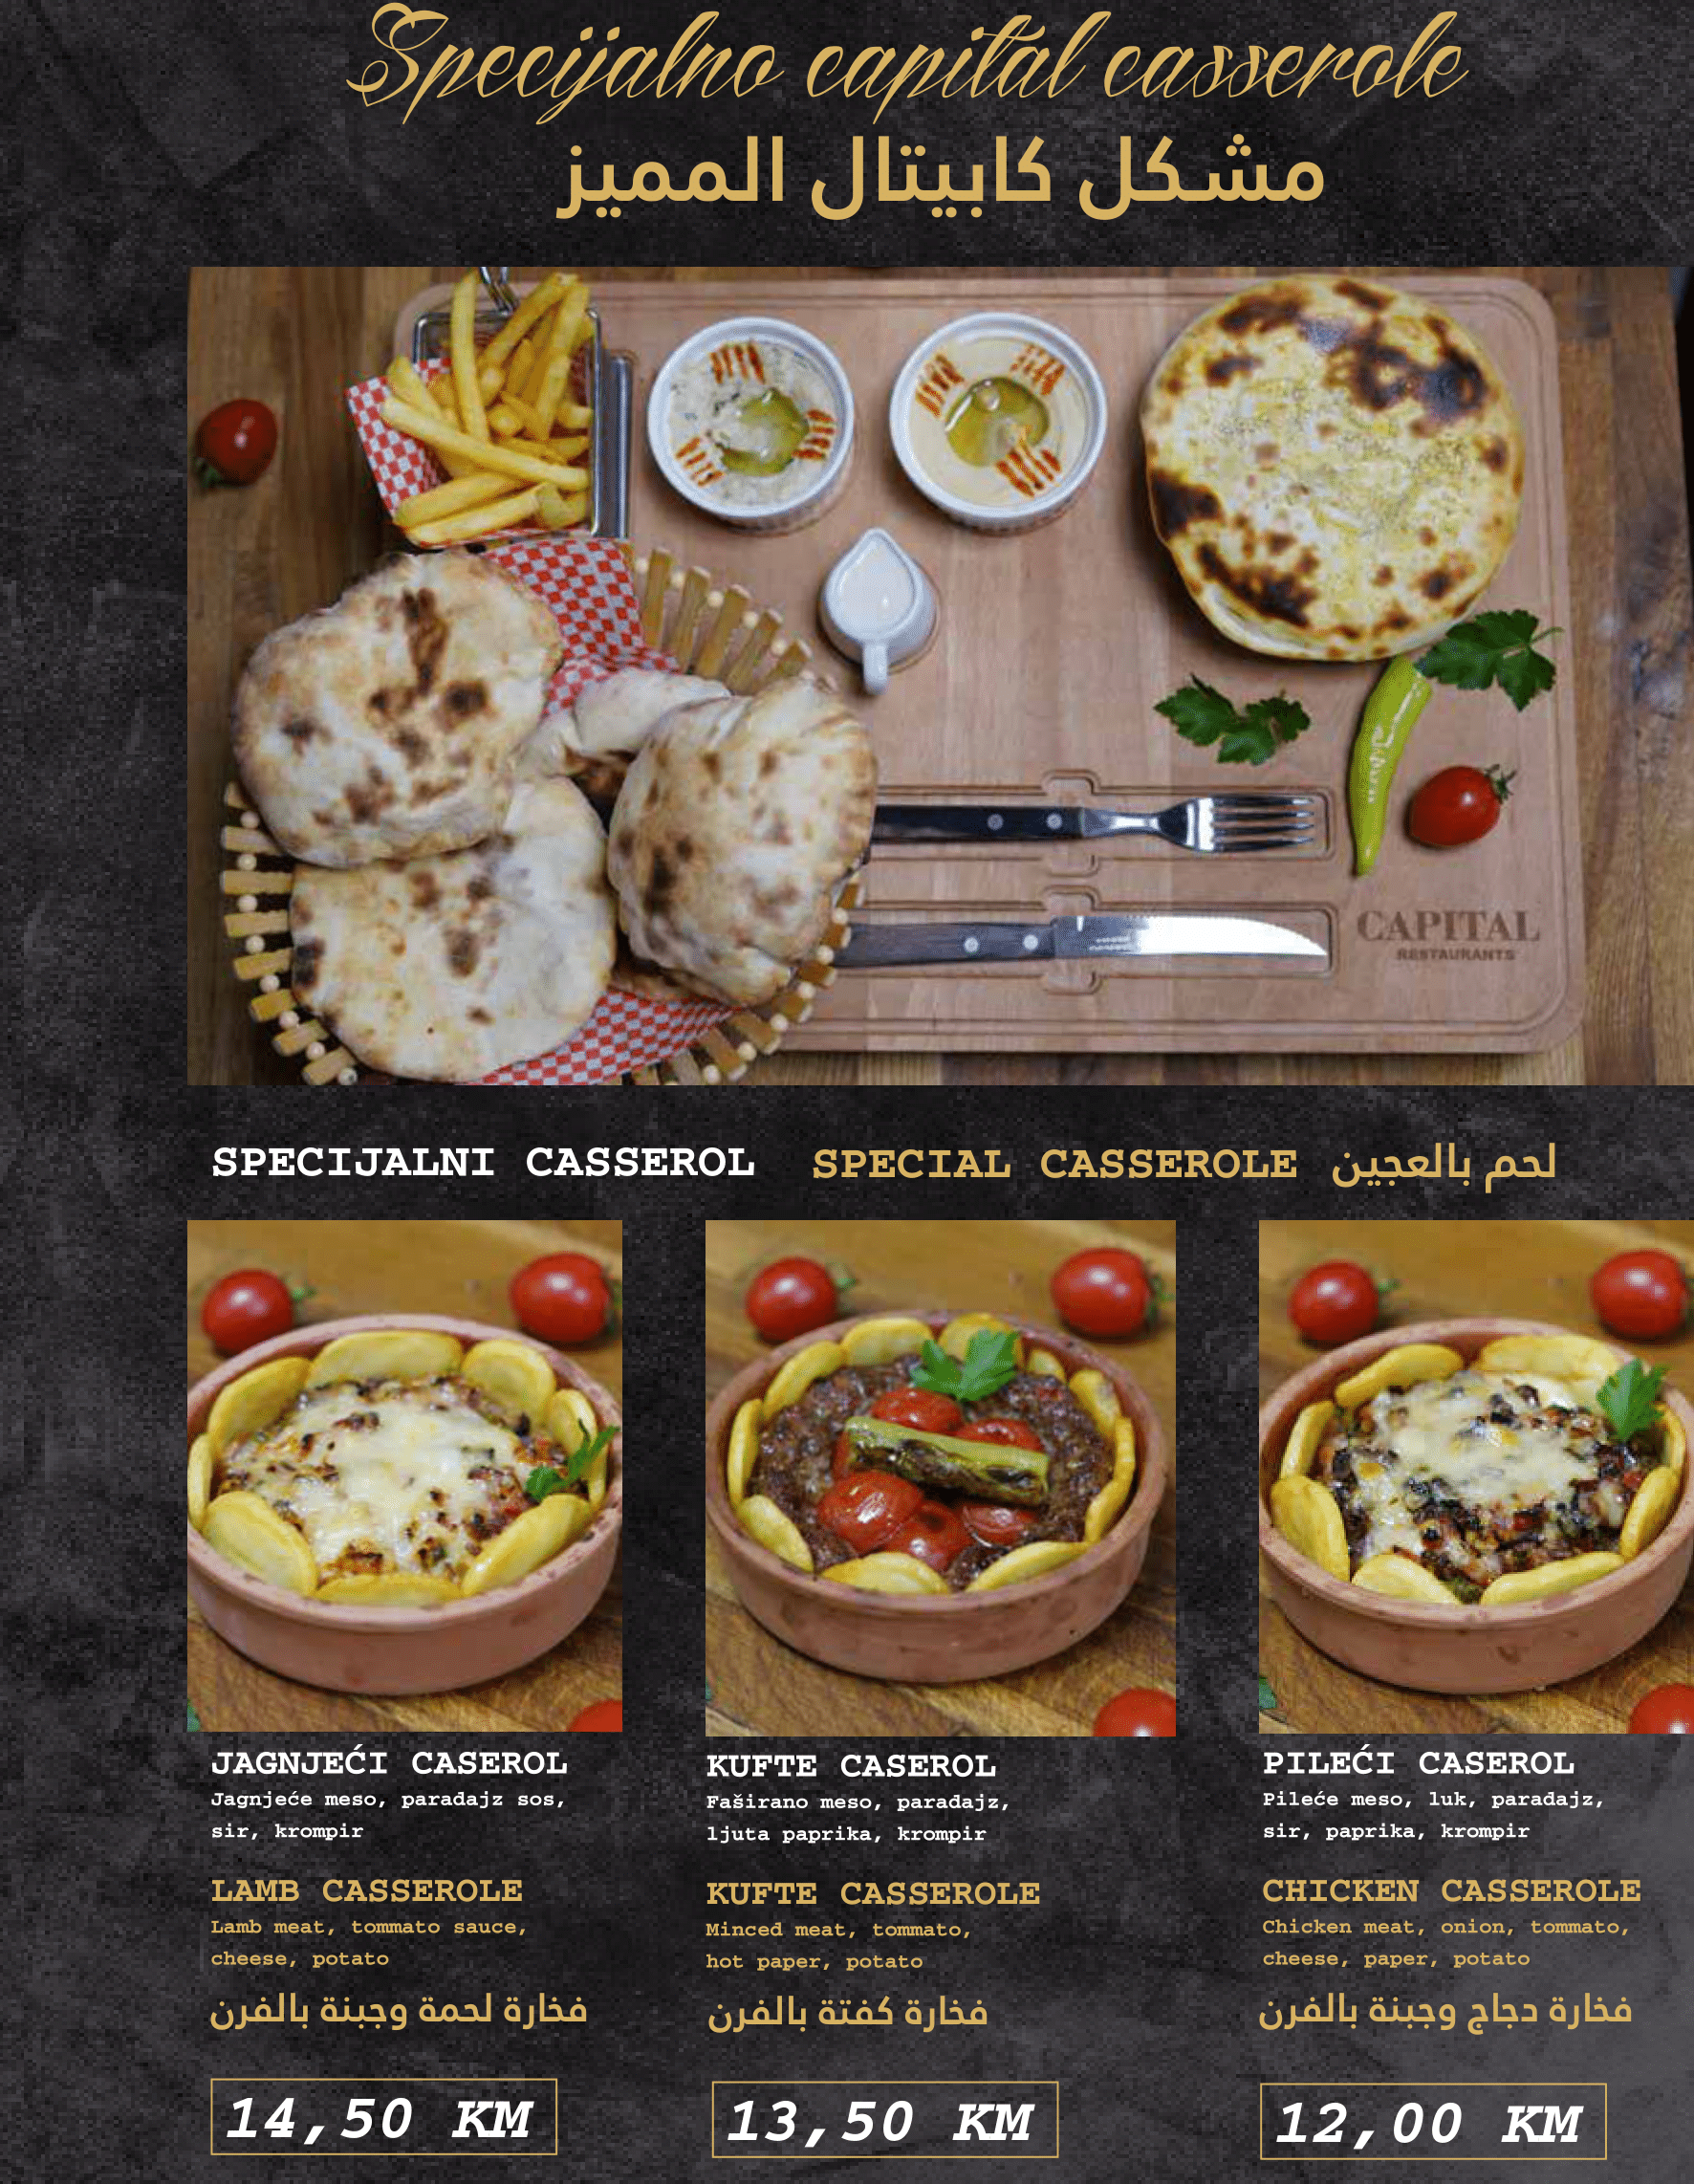 Specijalno capital casserole
مشكل كابيتال المميز
CAPITAL
RESTAURANTS
SPECIJALNI CASSEROL SPECIAL CASSEROLE لحم بالعجين
JAGNJEĆI CASEROL
Jagnjeće meso, paradajz sos,
sir, krompir
LAMB CASSEROLE
Lamb meat, tommato sauce,
cheese, potato
فخارة لحمة وجبنة بالفرن
14,50 KM
KUFTE CASEROL
Faširano meso, paradajz,
ljuta paprika, krompir
KUFTE CASSEROLE
Minced meat, tommato,
hot paper, potato
فخارة كفتة بالفرن
13,50 KM
PILEĆI CASEROL
Pileće meso, luk, paradajz,
sir, paprika, krompir
CHICKEN CASSEROLE
Chicken meat, onion, tommato,
cheese, paper, potato
فخارة دجاج وجبنة بالفرن
12,00 KM